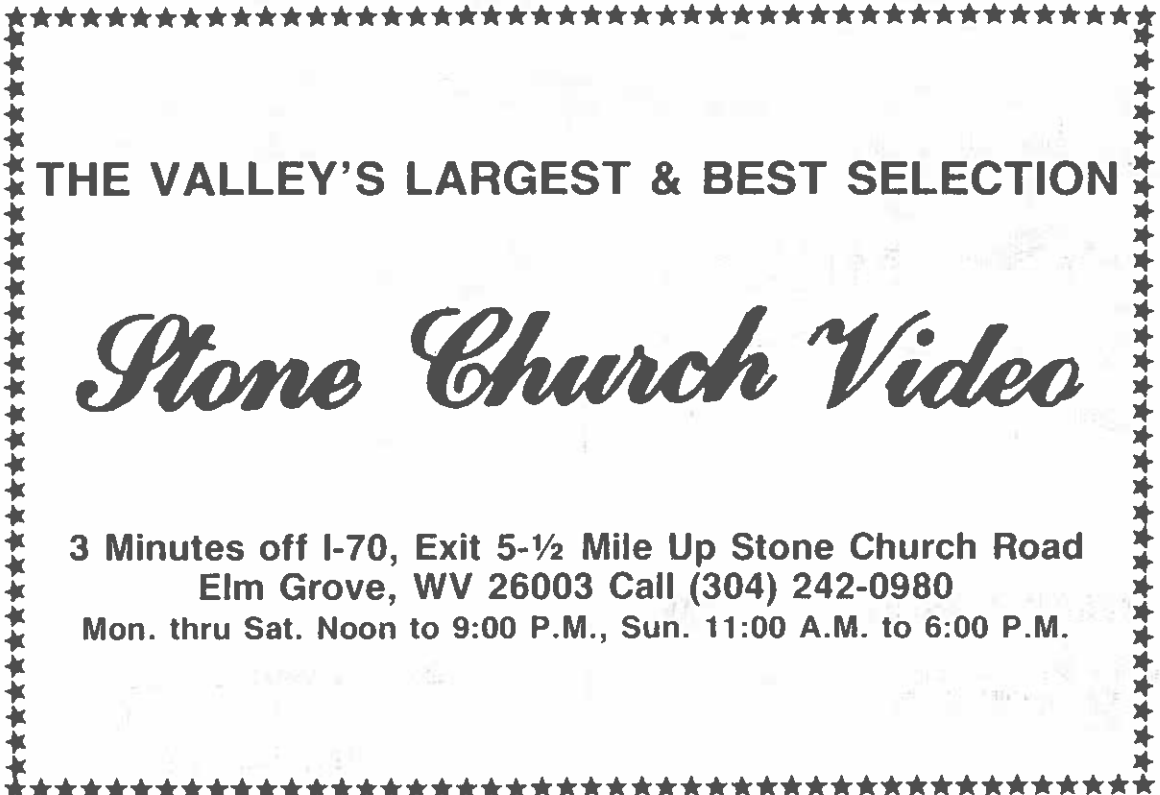 THE VALLEY'S LARGEST & BEST SELECTION
Stone Church Video
3 Minutes off I-70, Exit 5-½ Mile Up Stone Church Road
Elm Grove, WV 26003 Call (304) 242-0980
Mon. thru Sat. Noon to 9:00 P.M., Sun. 11:00 A.M. to 6:00 P.M.